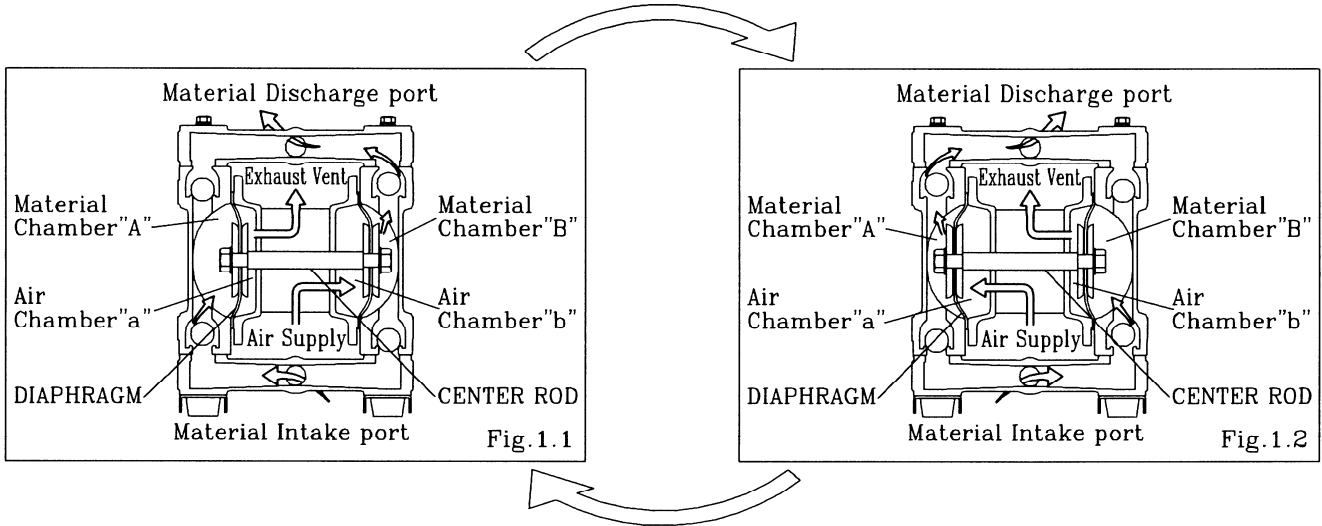 Material Discharge port
Exhaust Vent
Material
Chamber"A"
Material
Chamber"B"
Air
Chamber"a"
Air
Chamber"b"
Air Supply
DIAPHRAGM
CENTER ROD
Material Intake port
Fig.1.1
Material Discharge port
Exhaust Vent
Material
Chamber"A"
Material
Chamber"B"
Air
Chamber"a"
Air
Chamber"b"
Air Supply
DIAPHRAGM
CENTER ROD
Material Intake port
Fig.1.2